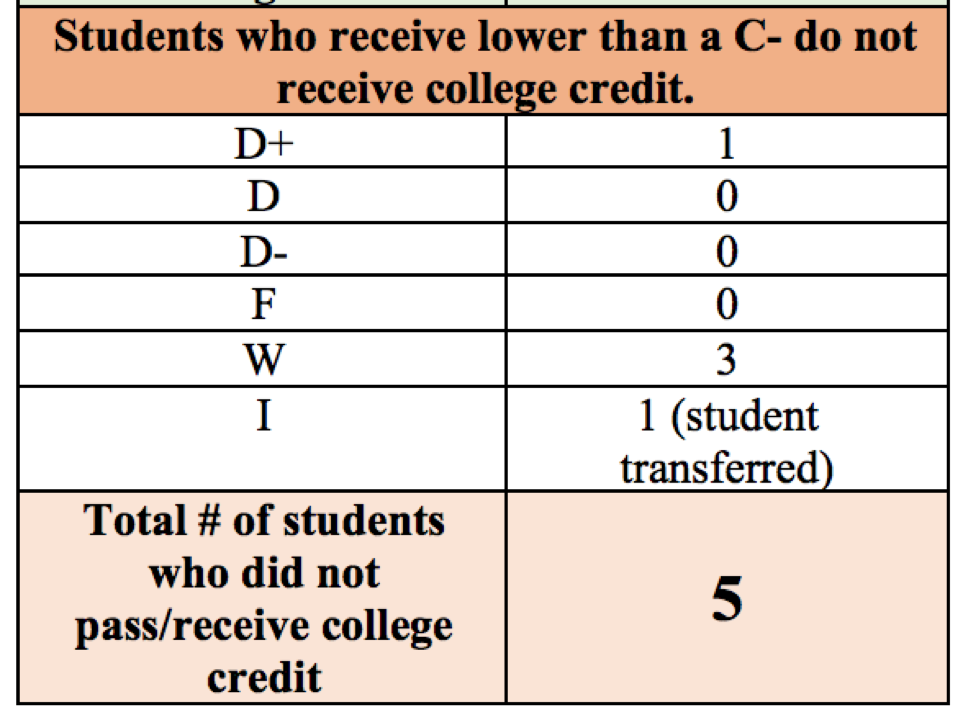 Students who receive lower than a C- do not
receive college credit.
D+ 1
D 0
D- 0
F 0
W 3
I 1 (student
transferred)
Total # of students
who did not
pass/receive college
credit
5